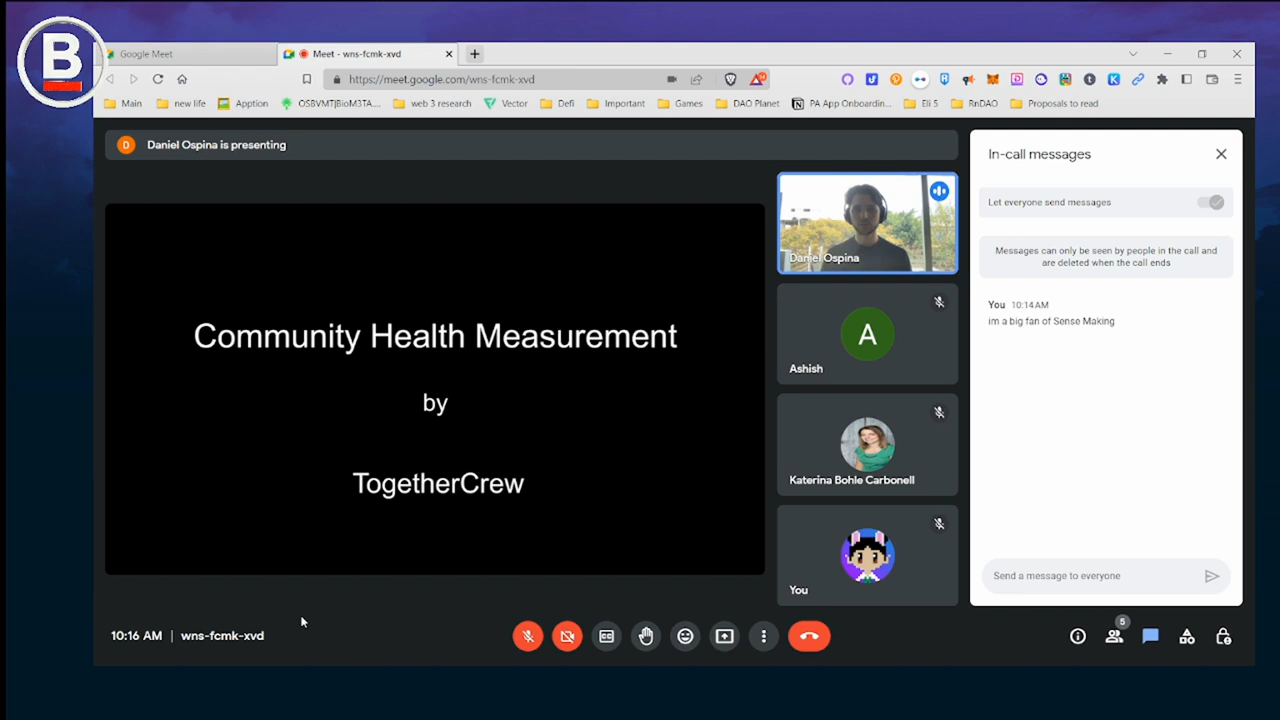 B
Google Meet
Meet - wns-fcmk-xvd
https://meet.google.com/wns-fcmk-xvd
Main
new life
Apption
OSBVMTJBioM3TA...
web 3 research
Vector
Defi
Important
Games
DAO Planet
PA App Onboardin...
Eli 5
RnDAO
Proposals to read
D
Daniel Ospina is presenting
Community Health Measurement
by
TogetherCrew
Daniel Ospina
A
Ashish
Katerina Bohle Carbonell
You
In-call messages
Let everyone send messages
Messages can only be seen by people in the call and
are deleted when the call ends
You 10:14 AM
im a big fan of Sense Making
Send a message to everyone
10:16 AM | wns-fcmk-xvd
5